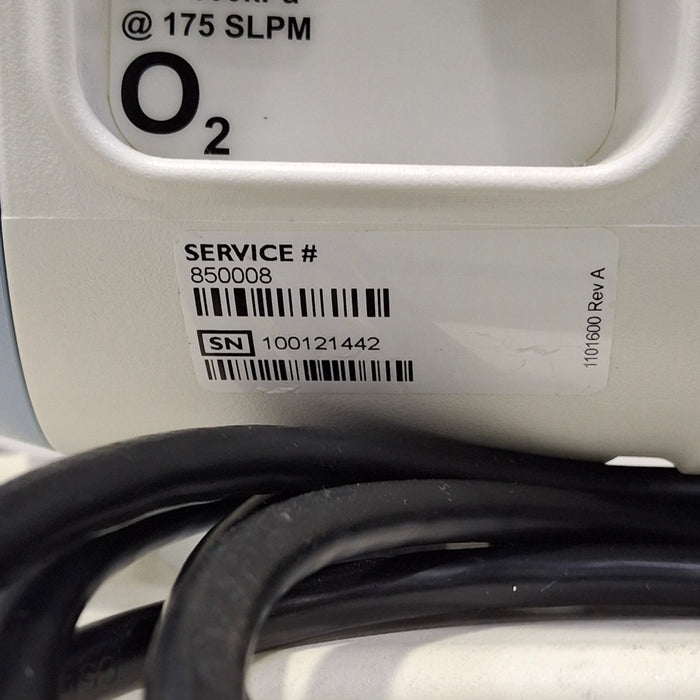 @ 175 SLPM
O2
SERVICE #
850008
SN 100121442
1101600 Rev A